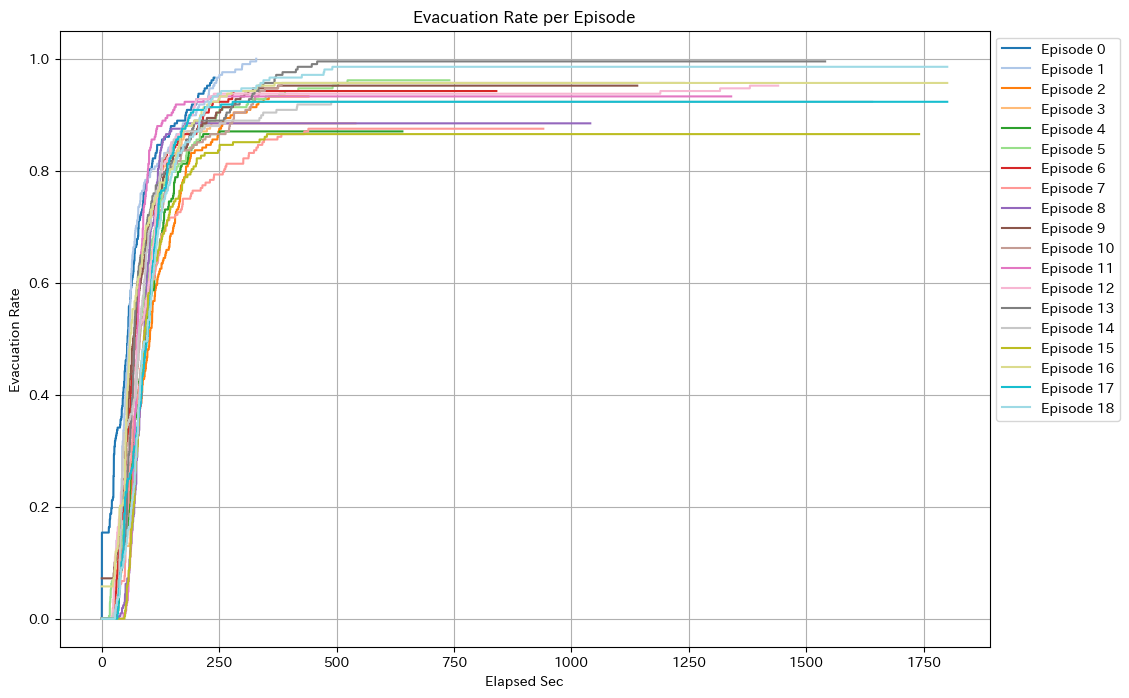 Evacuation Rate per Episode
Evacuation Rate
1.0
0.8
0.6
0.4
0.2
0.0
0
250
500
750
1000
1250
1500
1750
Elapsed Sec
Episode 0
Episode 1
Episode 2
Episode 3
Episode 4
Episode 5
Episode 6
Episode 7
Episode 8
Episode 9
Episode 10
Episode 11
Episode 12
Episode 13
Episode 14
Episode 15
Episode 16
Episode 17
Episode 18